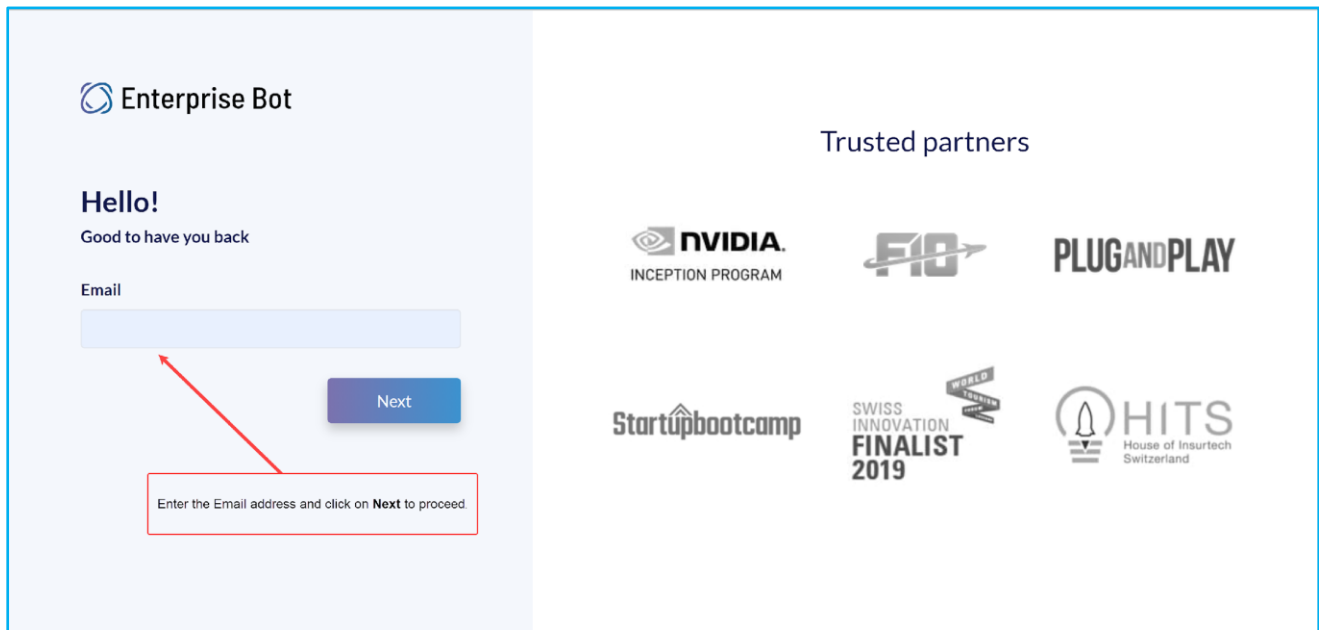 Enterprise Bot
Hello!
Good to have you back
Email
Next
Enter the Email address and click on Next to proceed.
Trusted partners
NVIDIA.
INCEPTION PROGRAM
F10
PLUGANDPLAY
Startupbootcamp
WORLD
TOURISM
FORUM
SWISS
INNOVATION
FINALIST
2019
HITS
House of Insurtech
Switzerland